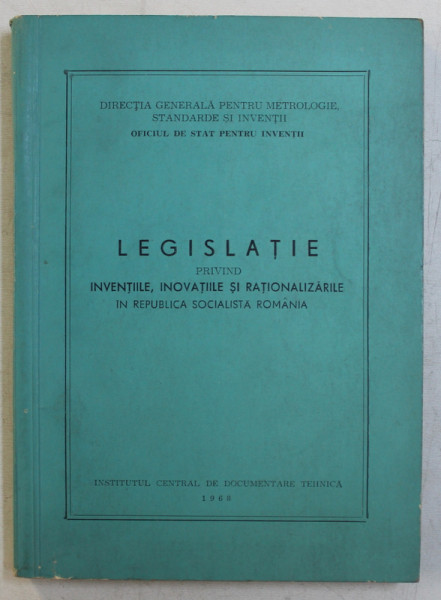 DIRECȚIA GENERALĂ PENTRU METROLOGIE,
STANDARDE ȘI INVENȚII
OFICIUL DE STAT PENTRU INVENȚII
LEGISLAȚIE
PRIVIND
INVENȚIILE, INOVAȚIILE ȘI RAȚIONALIZĂRILE
IN REPUBLICA SOCIALISTA ROMÂNIA
INSTITUTUL CENTRAL DE DOCUMENTARE TEHNICĂ
1968